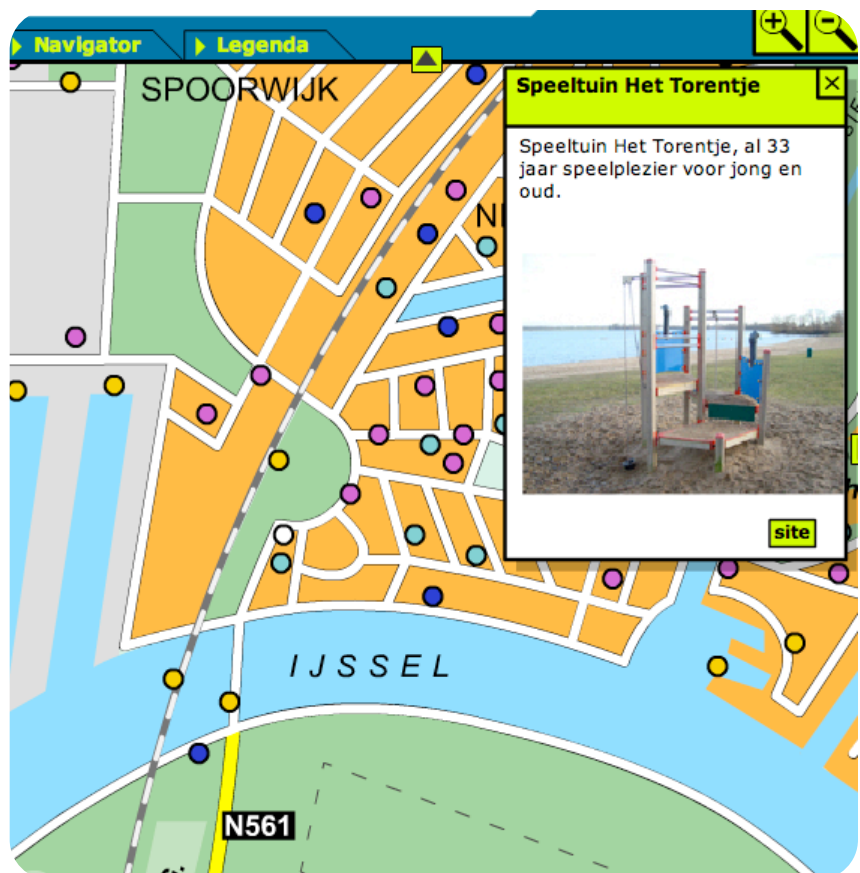 Navigator
Legenda
SPOORWIJK
Speeltuin Het Torentje
Speeltuin Het Torentje, al 33
jaar speelplezier voor jong en
oud.
site
IJSSEL
N561